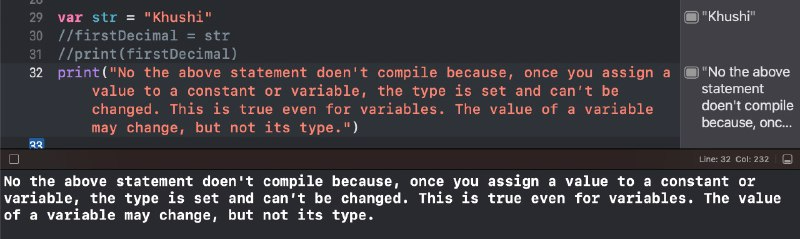 29 var str = "Khushi" "Khushi"
30 //firstDecimal = str
31 //print(firstDecimal)
32 print("No the above statement doen't compile because, once you assign a
value to a constant or variable, the type is set and can’t be
changed. This is true even for variables. The value of a variable
may change, but not its type.")
"No the above
statement
doen't compile
because, onc...
33
Line: 32 Col: 232
No the above statement doen't compile because, once you assign a value to a constant or
variable, the type is set and can’t be changed. This is true even for variables. The value
of a variable may change, but not its type.